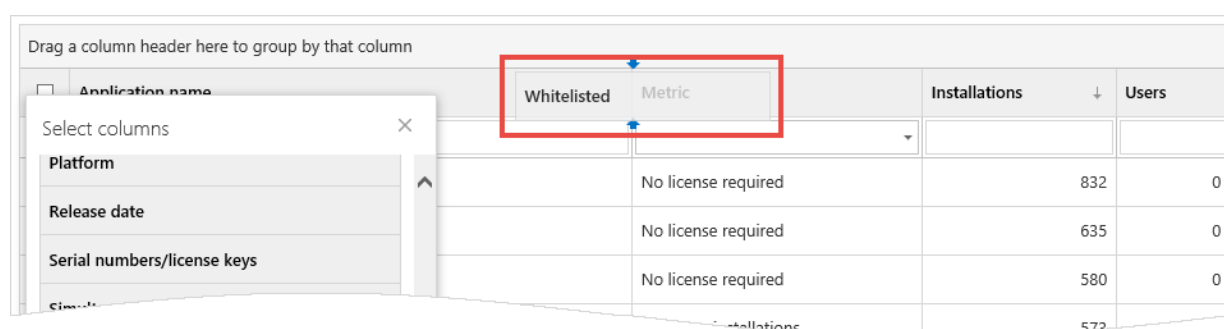 Drag a column header here to group by that column
Application name Whitelisted Metric Installations ↓ Users
Select columns ×
Platform
No license required 832 0
Release date
No license required 635 0
Serial numbers/license keys
No license required 580 0